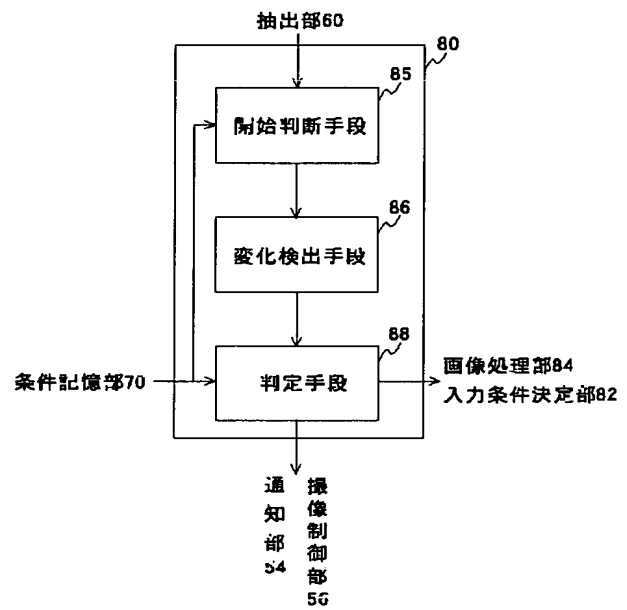 抽出部60
80
85
開始判断手段
86
変化検出手段
88
条件記憶部70
判定手段
画像処理部84
入力条件決定部82
通知部54
撮像制御部56